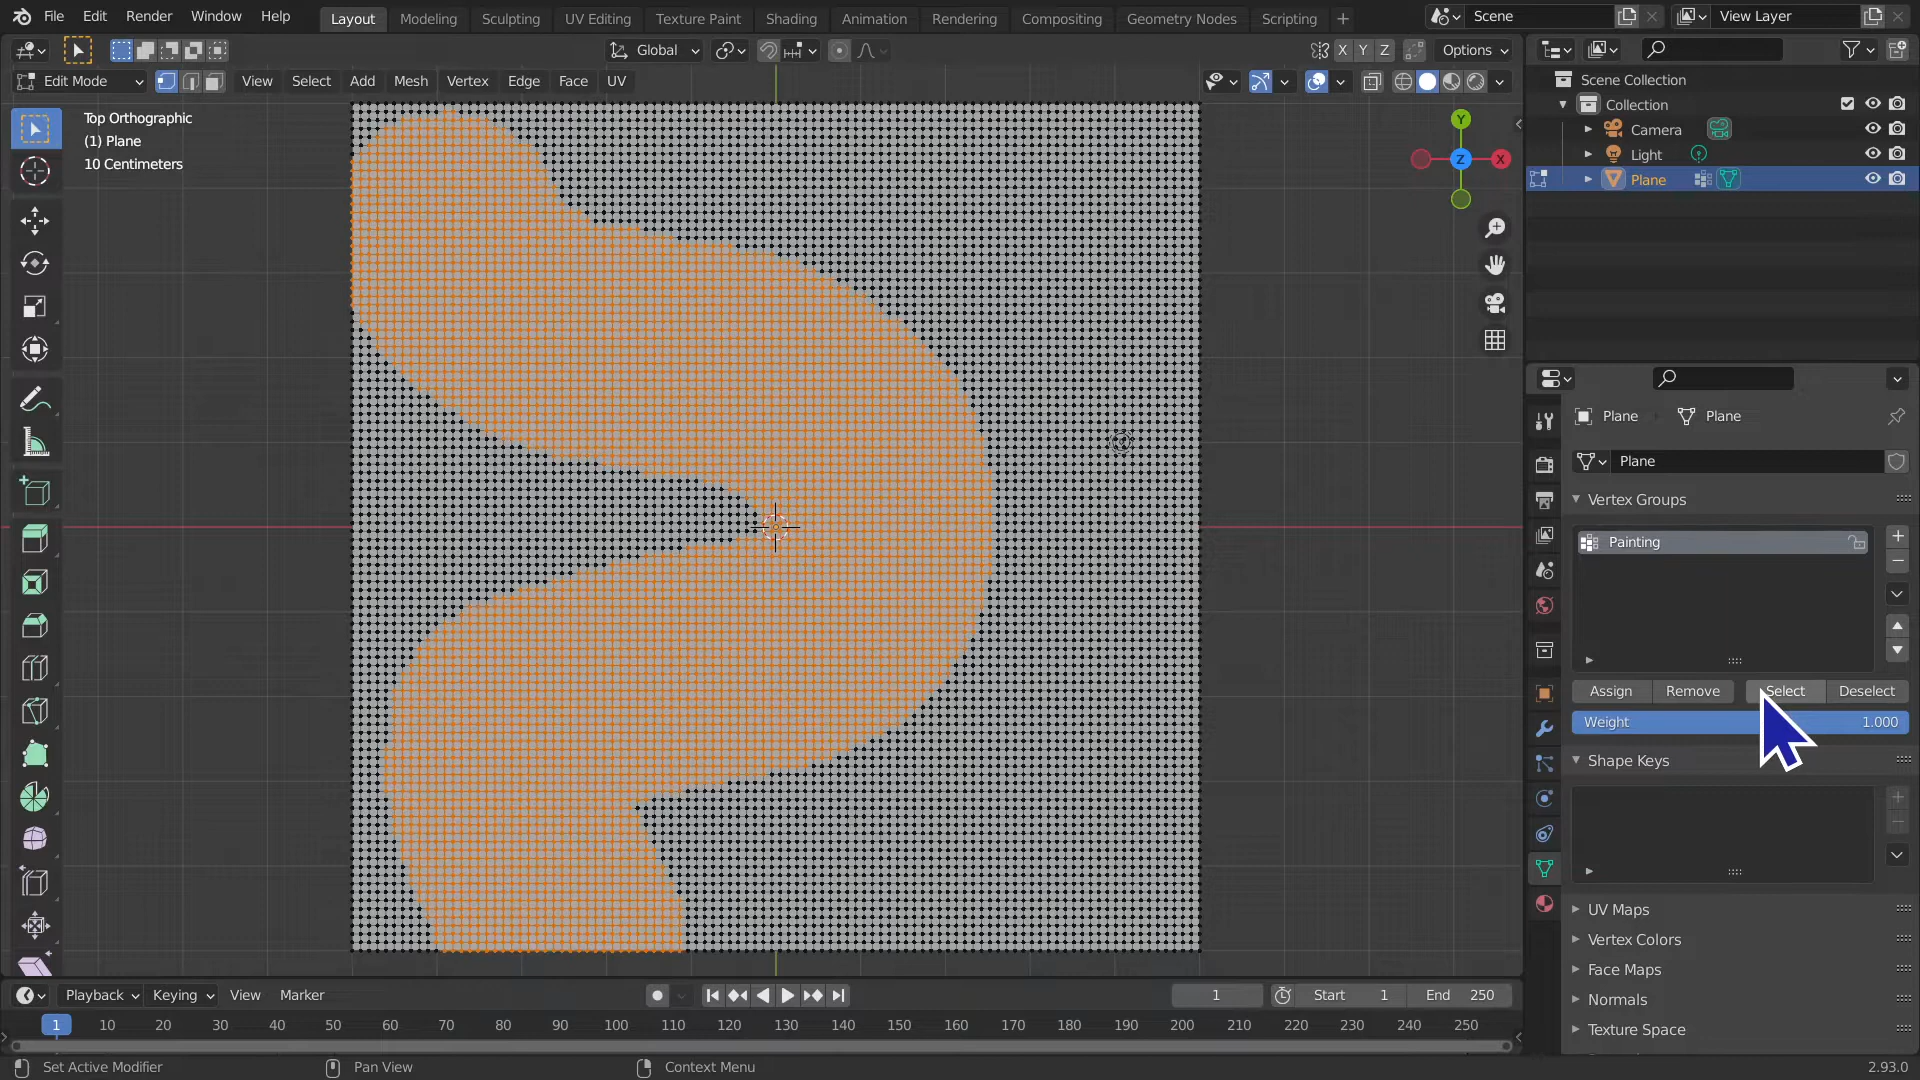 File Edit Render Window Help Layout Modeling Sculpting UV Editing Texture Paint Shading Animation Rendering Compositing Geometry Nodes Scripting + Scene View Layer
Global X Y Z Options
Edit Mode View Select Add Mesh Vertex Edge Face UV
Top Orthographic
(1) Plane
10 Centimeters
Y
Z
X
Scene Collection
Collection
Camera
Light
Plane
Plane Plane
Plane
Vertex Groups
Painting
Assign Remove Select Deselect
Weight 1.000
Shape Keys
UV Maps
Vertex Colors
Face Maps
Normals
Texture Space
Playback Keying View Marker 1 Start 1 End 250
1 10 20 30 40 50 60 70 80 90 100 110 120 130 140 150 160 170 180 190 200 210 220 230 240 250
Set Active Modifier Pan View Context Menu 2.93.0